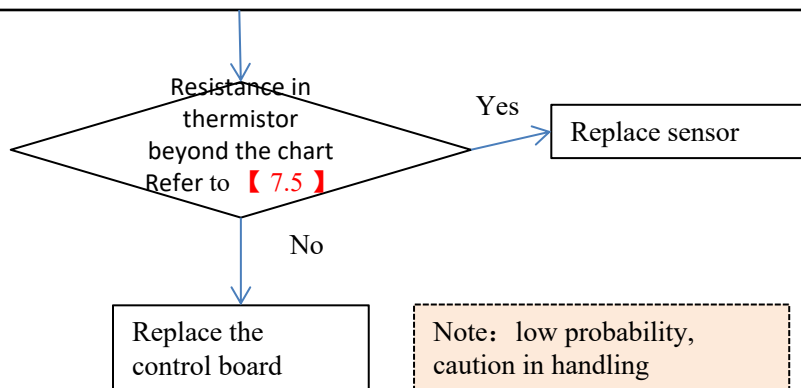 Resistance in
thermistor
beyond the chart
Refer to 【 7.5 】
Yes
Replace sensor
No
Replace the
control board
Note：low probability,
caution in handling